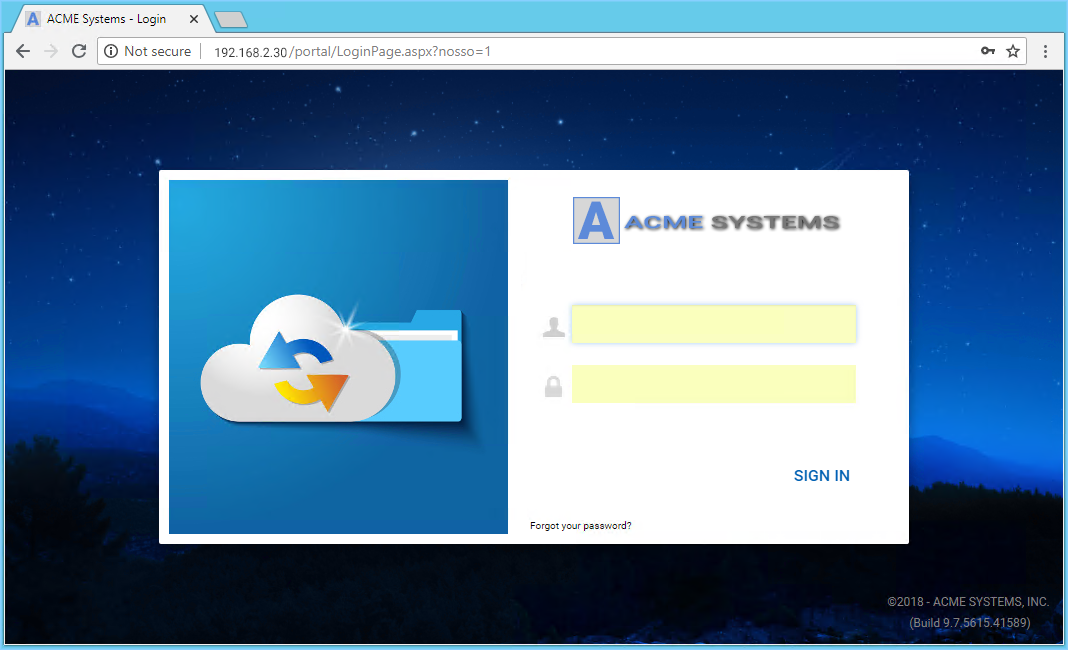 A ACME Systems - Login
Not secure 192.168.2.30/portal/LoginPage.aspx?nosso=1
A ACME SYSTEMS
SIGN IN
Forgot your password?
©2018 - ACME SYSTEMS, INC.
(Build 9.7.5615.41589)